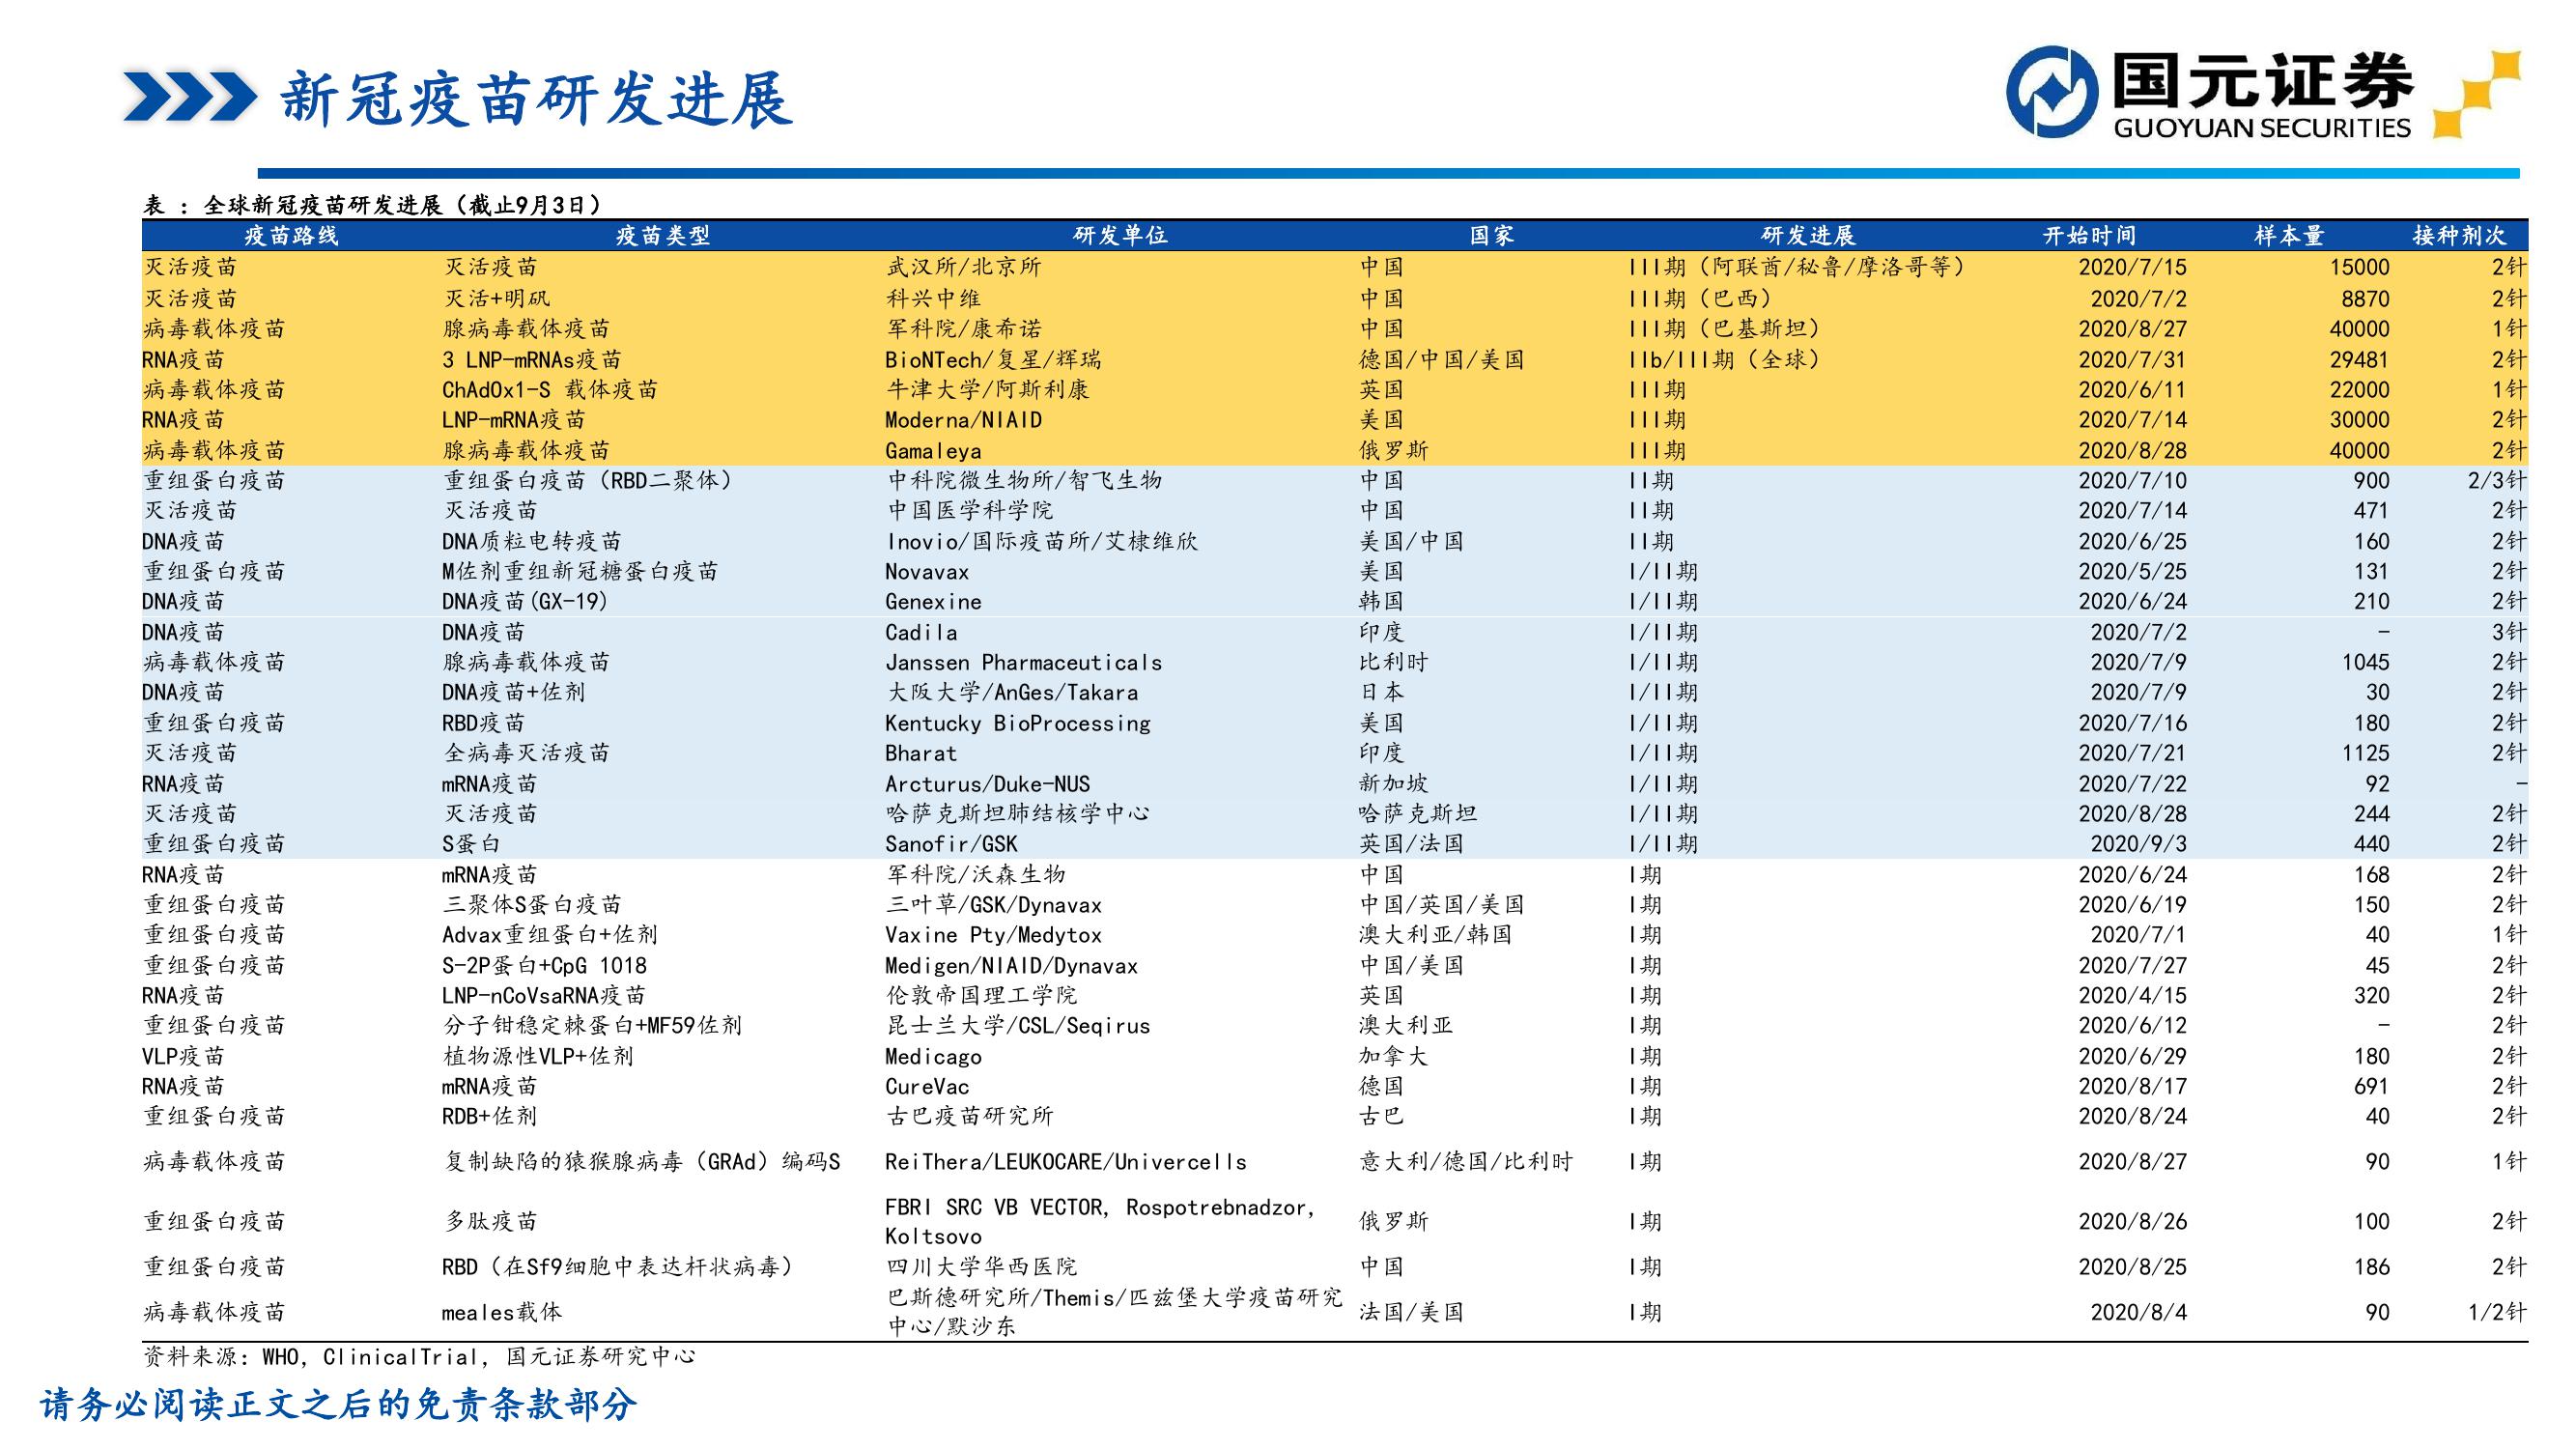 新冠疫苗研发进展
国元证券
GUOYUAN SECURITIES
表 : 全球新冠疫苗研发进展（截止9月3日）
疫苗路线 疫苗类型 研发单位 国家 研发进展 开始时间 样本量 接种剂次
灭活疫苗 灭活疫苗 武汉所/北京所 中国 III期（阿联酋/秘鲁/摩洛哥等） 2020/7/15 15000 2针
灭活疫苗 灭活+明矾 科兴中维 中国 III期（巴西） 2020/7/2 8870 2针
病毒载体疫苗 腺病毒载体疫苗 军科院/康希诺 中国 III期（巴基斯坦） 2020/8/27 40000 1针
RNA疫苗 3 LNP-mRNAs疫苗 BioNTech/复星/辉瑞 德国/中国/美国 IIb/III期（全球） 2020/7/31 29481 2针
病毒载体疫苗 ChAdOx1-S 载体疫苗 牛津大学/阿斯利康 英国 III期 2020/6/11 22000 1针
RNA疫苗 LNP-mRNA疫苗 Moderna/NIAID 美国 III期 2020/7/14 30000 2针
病毒载体疫苗 腺病毒载体疫苗 Gamaleya 俄罗斯 III期 2020/8/28 40000 2针
重组蛋白疫苗 重组蛋白疫苗（RBD二聚体） 中科院微生物所/智飞生物 中国 II期 2020/7/10 900 2/3针
灭活疫苗 灭活疫苗 中国医学科学院 中国 II期 2020/7/14 471 2针
DNA疫苗 DNA质粒电转疫苗 Inovio/国际疫苗所/艾棣维欣 美国/中国 II期 2020/6/25 160 2针
重组蛋白疫苗 M佐剂重组新冠糖蛋白疫苗 Novavax 美国 I/II期 2020/5/25 131 2针
DNA疫苗 DNA疫苗(GX-19) Genexine 韩国 I/II期 2020/6/24 210 2针
DNA疫苗 DNA疫苗 Cadila 印度 I/II期 2020/7/2 - 3针
病毒载体疫苗 腺病毒载体疫苗 Janssen Pharmaceuticals 比利时 I/II期 2020/7/9 1045 2针
DNA疫苗 DNA疫苗+佐剂 大阪大学/AnGes/Takara 日本 I/II期 2020/7/9 30 2针
重组蛋白疫苗 RBD疫苗 Kentucky BioProcessing 美国 I/II期 2020/7/16 180 2针
灭活疫苗 全病毒灭活疫苗 Bharat 印度 I/II期 2020/7/21 1125 2针
RNA疫苗 mRNA疫苗 Arcturus/Duke-NUS 新加坡 I/II期 2020/7/22 92 -
灭活疫苗 灭活疫苗 哈萨克斯坦肺结核学中心 哈萨克斯坦 I/II期 2020/8/28 244 2针
重组蛋白疫苗 S蛋白 Sanofir/GSK 英国/法国 I/II期 2020/9/3 440 2针
RNA疫苗 mRNA疫苗 军科院/沃森生物 中国 I期 2020/6/24 168 2针
重组蛋白疫苗 三聚体S蛋白疫苗 三叶草/GSK/Dynavax 中国/英国/美国 I期 2020/6/19 150 2针
重组蛋白疫苗 Advax重组蛋白+佐剂 Vaxine Pty/Medytox 澳大利亚/韩国 I期 2020/7/1 40 1针
重组蛋白疫苗 S-2P蛋白+CpG 1018 Medigen/NIAID/Dynavax 中国/美国 I期 2020/7/27 45 2针
RNA疫苗 LNP-nCoVsaRNA疫苗 伦敦帝国理工学院 英国 I期 2020/4/15 320 2针
重组蛋白疫苗 分子钳稳定棘蛋白+MF59佐剂 昆士兰大学/CSL/Seqirus 澳大利亚 I期 2020/6/12 - 2针
VLP疫苗 植物源性VLP+佐剂 Medicago 加拿大 I期 2020/6/29 180 2针
RNA疫苗 mRNA疫苗 CureVac 德国 I期 2020/8/17 691 2针
重组蛋白疫苗 RDB+佐剂 古巴疫苗研究所 古巴 I期 2020/8/24 40 2针
病毒载体疫苗 复制缺陷的猿猴腺病毒（GRAd）编码S ReiThera/LEUKOCARE/Univercells 意大利/德国/比利时 I期 2020/8/27 90 1针
重组蛋白疫苗 多肽疫苗 FBRI SRC VB VECTOR, Rospotrebnadzor, 俄罗斯 I期 2020/8/26 100 2针
Koltsovo
重组蛋白疫苗 RBD（在Sf9细胞中表达杆状病毒） 四川大学华西医院 中国 I期 2020/8/25 186 2针
病毒载体疫苗 meales载体 巴斯德研究所/Themis/匹兹堡大学疫苗研究 法国/美国 I期 2020/8/4 90 1/2针
中心/默沙东
资料来源: WHO, ClinicalTrial, 国元证券研究中心
请务必阅读正文之后的免责条款部分